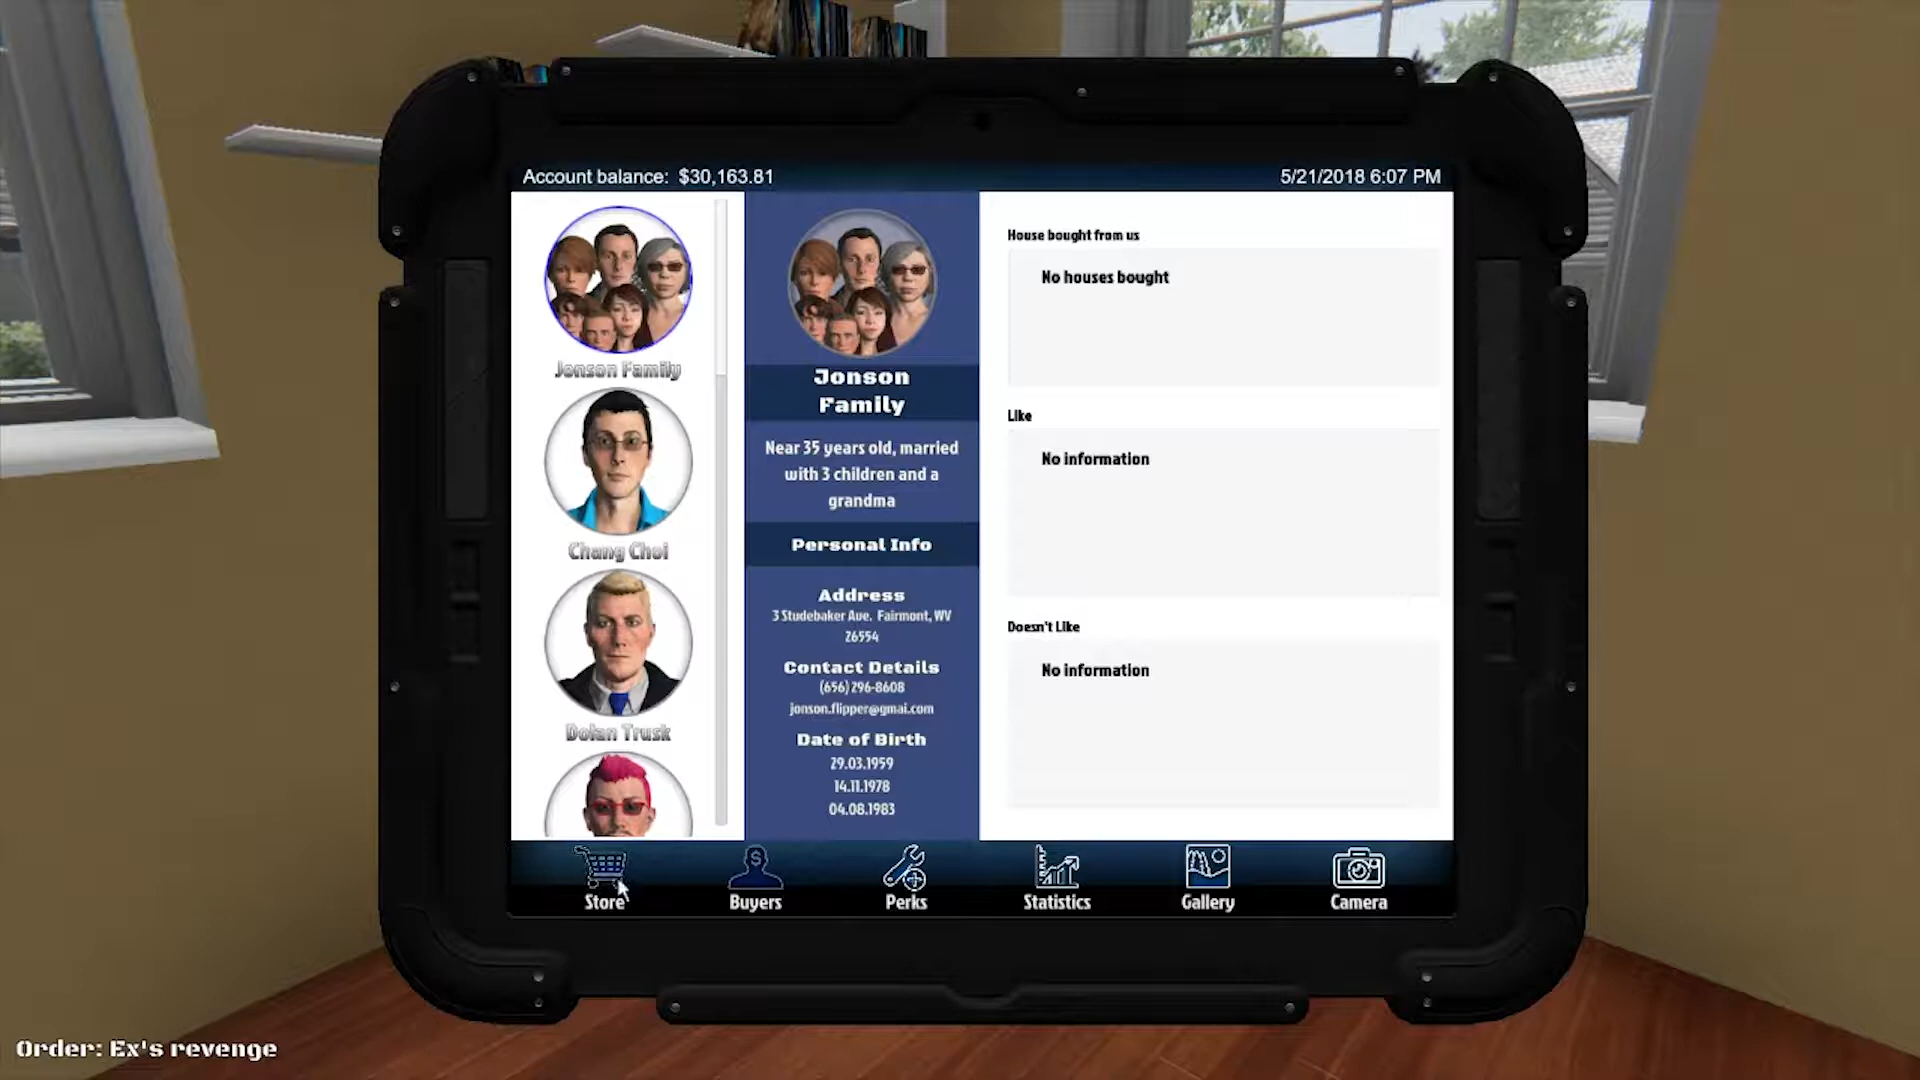 Account balance: $30,163.81
5/21/2018 6:07 PM
Jonson Family
Chang Choi
Dolan Trusk
Jonson
Family
Near 35 years old, married
with 3 children and a
grandma
Personal Info
Address
3 Studebaker Ave. Fairmont, WV
26554
Contact Details
(656) 296-8608
jonson.flipper@gmai.com
Date of Birth
29.03.1959
14.11.1978
04.08.1983
House bought from us
No houses bought
Like
No information
Doesn't Like
No information
Store
Buyers
Perks
Statistics
Gallery
Camera
Order: Ex's revenge